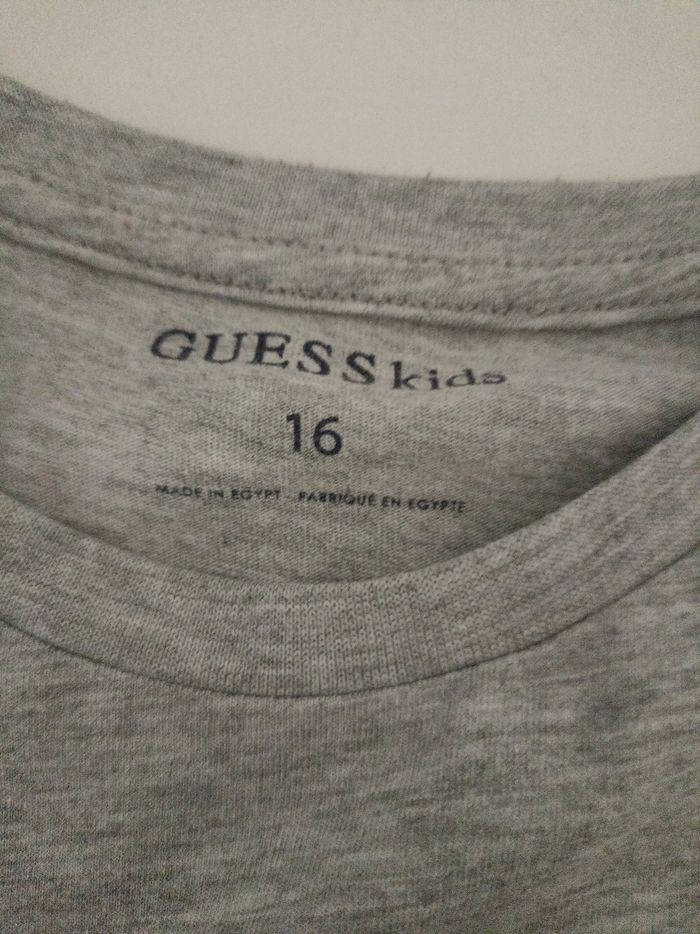 GUESS kids
16
MADE IN EGYPT - FABRIQUÉ EN EGYPTE